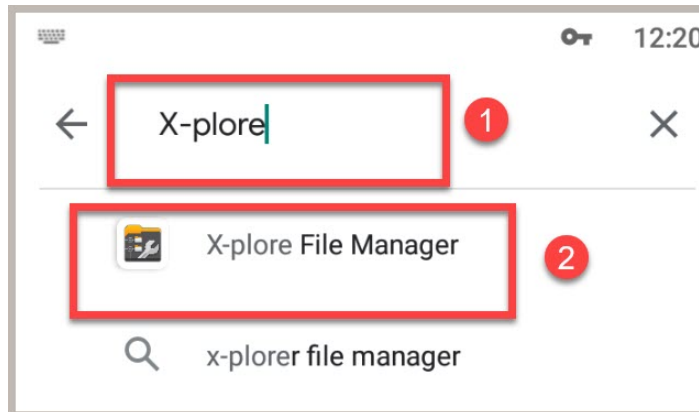 12:20
X-plore
1
X-plore File Manager
2
x-plorer file manager